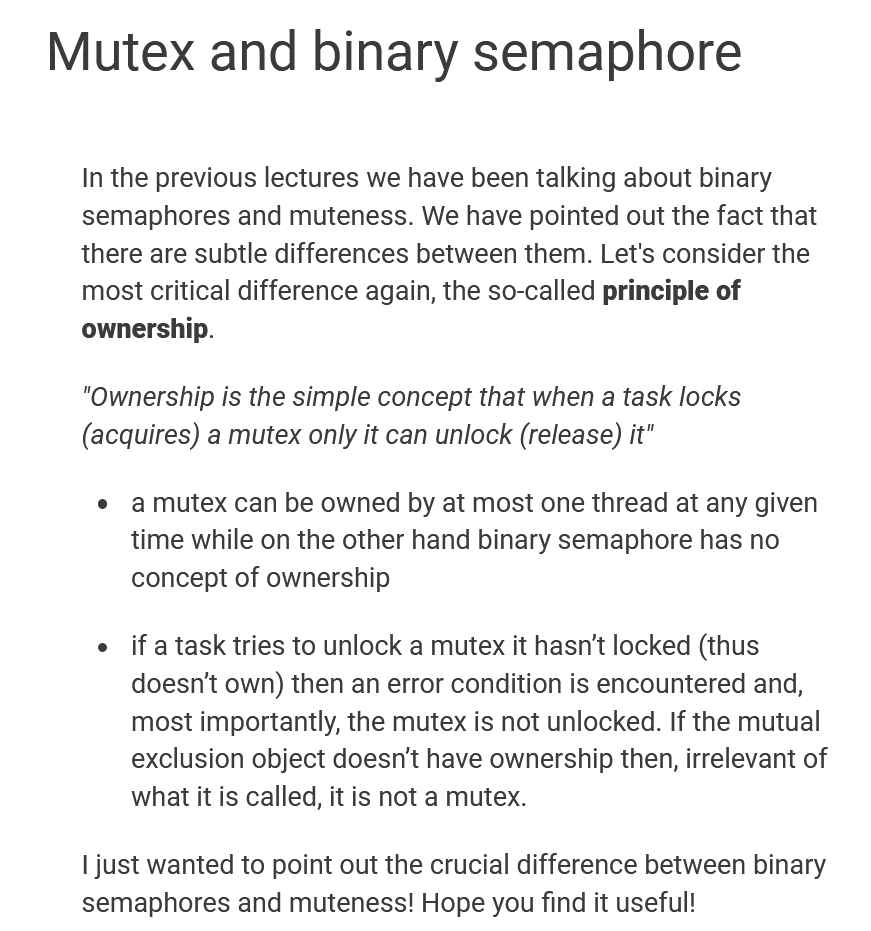 Mutex and binary semaphore
In the previous lectures we have been talking about binary
semaphores and muteness. We have pointed out the fact that
there are subtle differences between them. Let's consider the
most critical difference again, the so-called principle of
ownership.
"Ownership is the simple concept that when a task locks
(acquires) a mutex only it can unlock (release) it"
• a mutex can be owned by at most one thread at any given
time while on the other hand binary semaphore has no
concept of ownership
• if a task tries to unlock a mutex it hasn’t locked (thus
doesn’t own) then an error condition is encountered and,
most importantly, the mutex is not unlocked. If the mutual
exclusion object doesn’t have ownership then, irrelevant of
what it is called, it is not a mutex.
I just wanted to point out the crucial difference between binary
semaphores and muteness! Hope you find it useful!